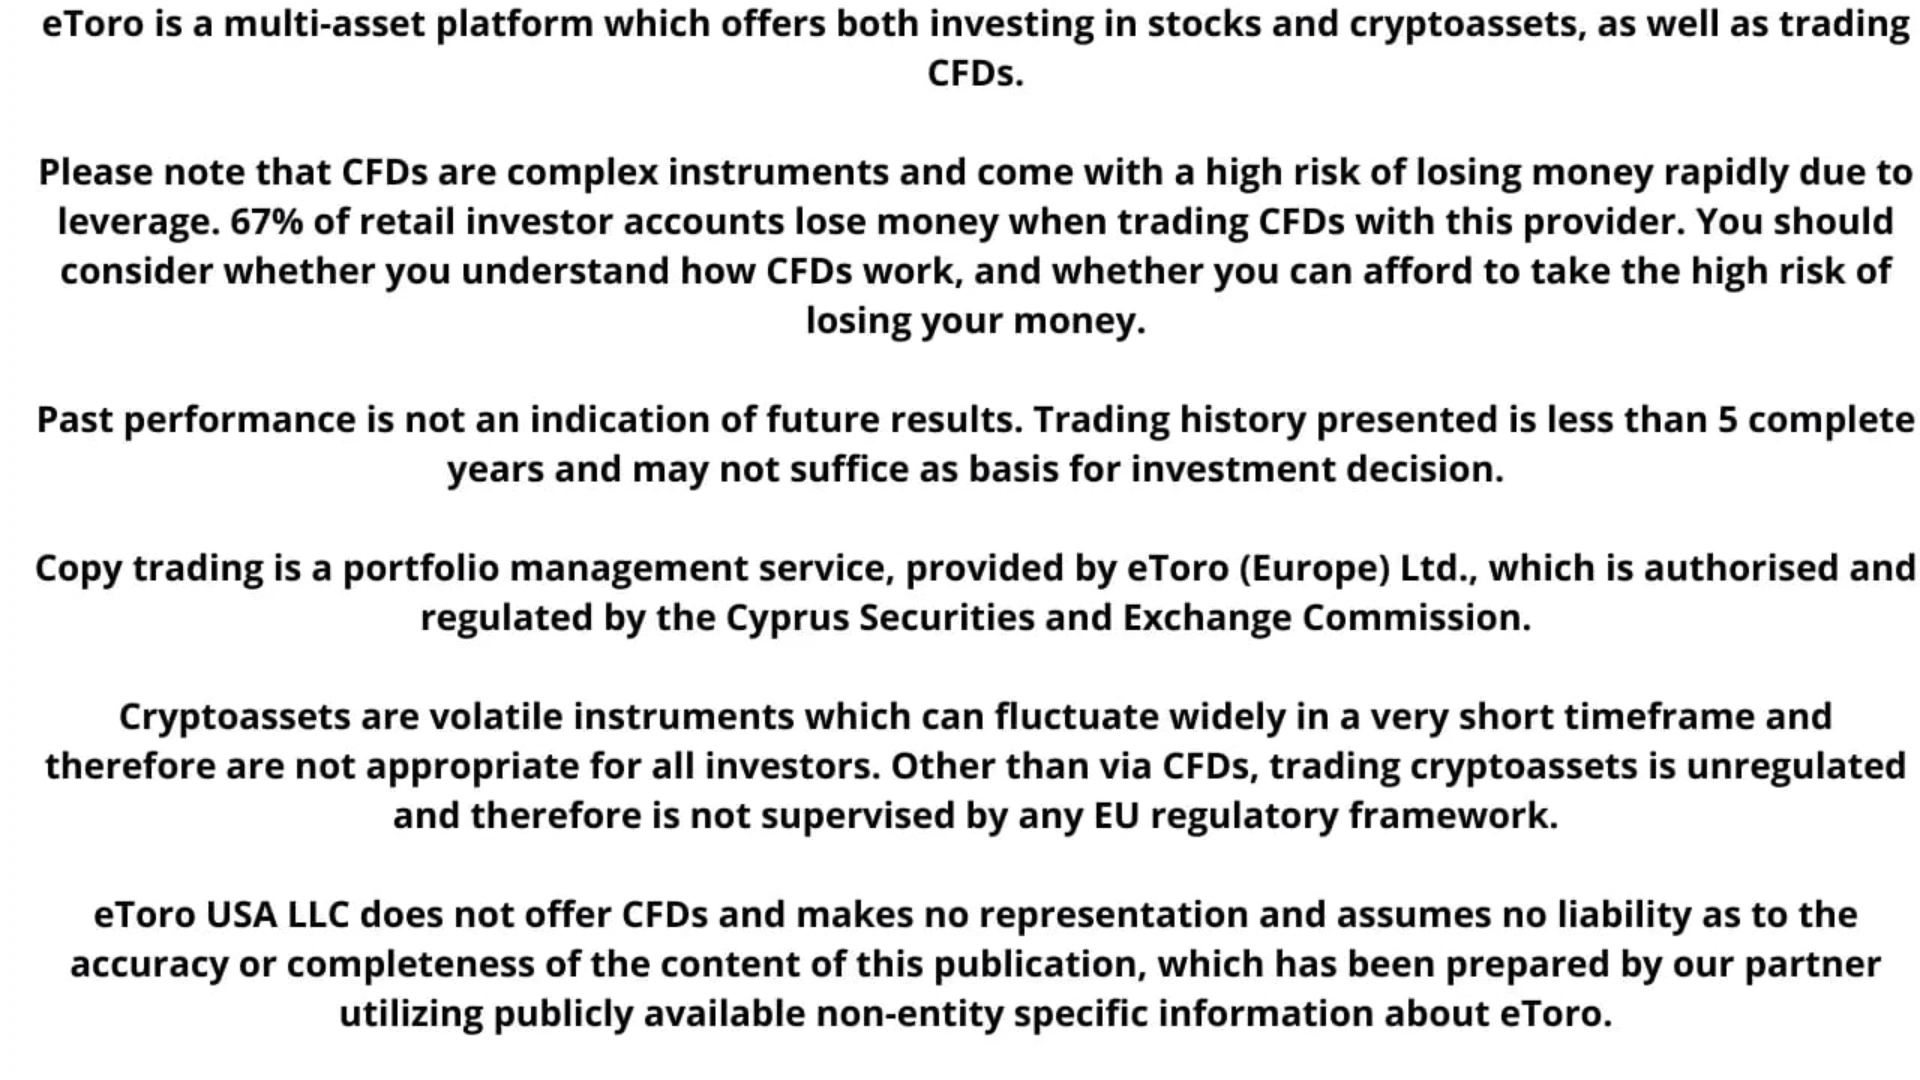 eToro is a multi-asset platform which offers both investing in stocks and cryptoassets, as well as trading
CFDs.
Please note that CFDs are complex instruments and come with a high risk of losing money rapidly due to
leverage. 67% of retail investor accounts lose money when trading CFDs with this provider. You should
consider whether you understand how CFDs work, and whether you can afford to take the high risk of
losing your money.
Past performance is not an indication of future results. Trading history presented is less than 5 complete
years and may not suffice as basis for investment decision.
Copy trading is a portfolio management service, provided by eToro (Europe) Ltd., which is authorised and
regulated by the Cyprus Securities and Exchange Commission.
Cryptoassets are volatile instruments which can fluctuate widely in a very short timeframe and
therefore are not appropriate for all investors. Other than via CFDs, trading cryptoassets is unregulated
and therefore is not supervised by any EU regulatory framework.
eToro USA LLC does not offer CFDs and makes no representation and assumes no liability as to the
accuracy or completeness of the content of this publication, which has been prepared by our partner
utilizing publicly available non-entity specific information about eToro.